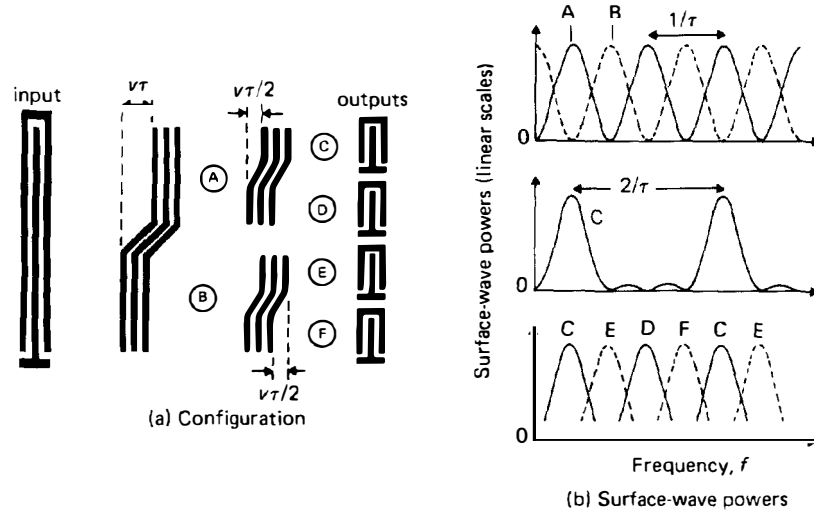 input
vτ
vτ/2
outputs
A
B
C
D
E
F
vτ/2
(a) Configuration
Surface-wave powers (linear scales)
A B 1/τ
0
2/τ
C
0
C E D F C E
0
Frequency, f
(b) Surface-wave powers